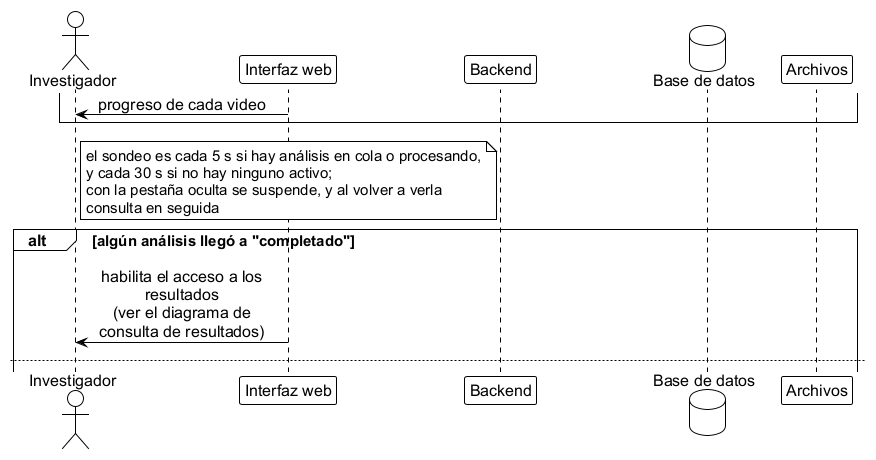 Investigador
Interfaz web
Backend
Base de datos
Archivos
progreso de cada video
el sondeo es cada 5 s si hay análisis en cola o procesando,
y cada 30 s si no hay ninguno activo;
con la pestaña oculta se suspende, y al volver a verla
consulta en seguida
alt
[algún análisis llegó a "completado"]
habilita el acceso a los
resultados
(ver el diagrama de
consulta de resultados)
Investigador
Interfaz web
Backend
Base de datos
Archivos